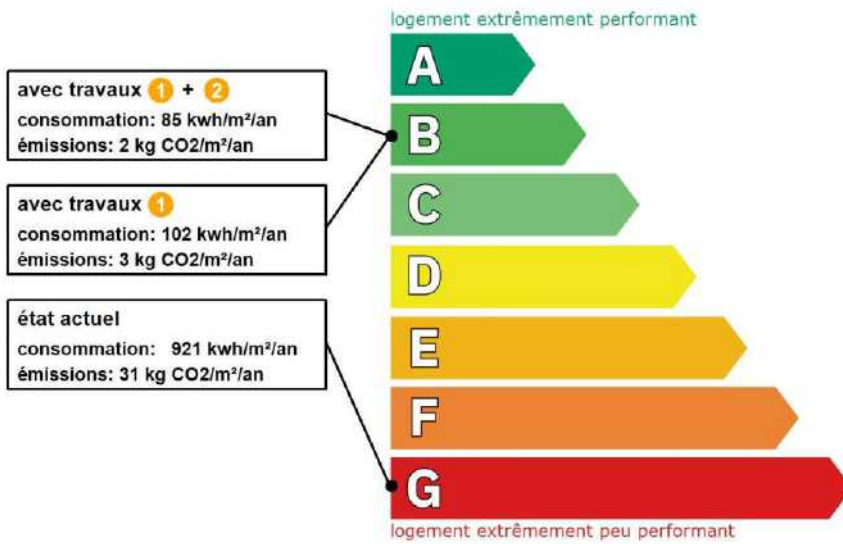 logement extrêmement performant
avec travaux 1 + 2
consommation: 85 kwh/m²/an
émissions: 2 kg CO2/m²/an
avec travaux 1
consommation: 102 kwh/m²/an
émissions: 3 kg CO2/m²/an
état actuel
consommation: 921 kwh/m²/an
émissions: 31 kg CO2/m²/an
A
B
C
D
E
F
G
logement extrêmement peu performant